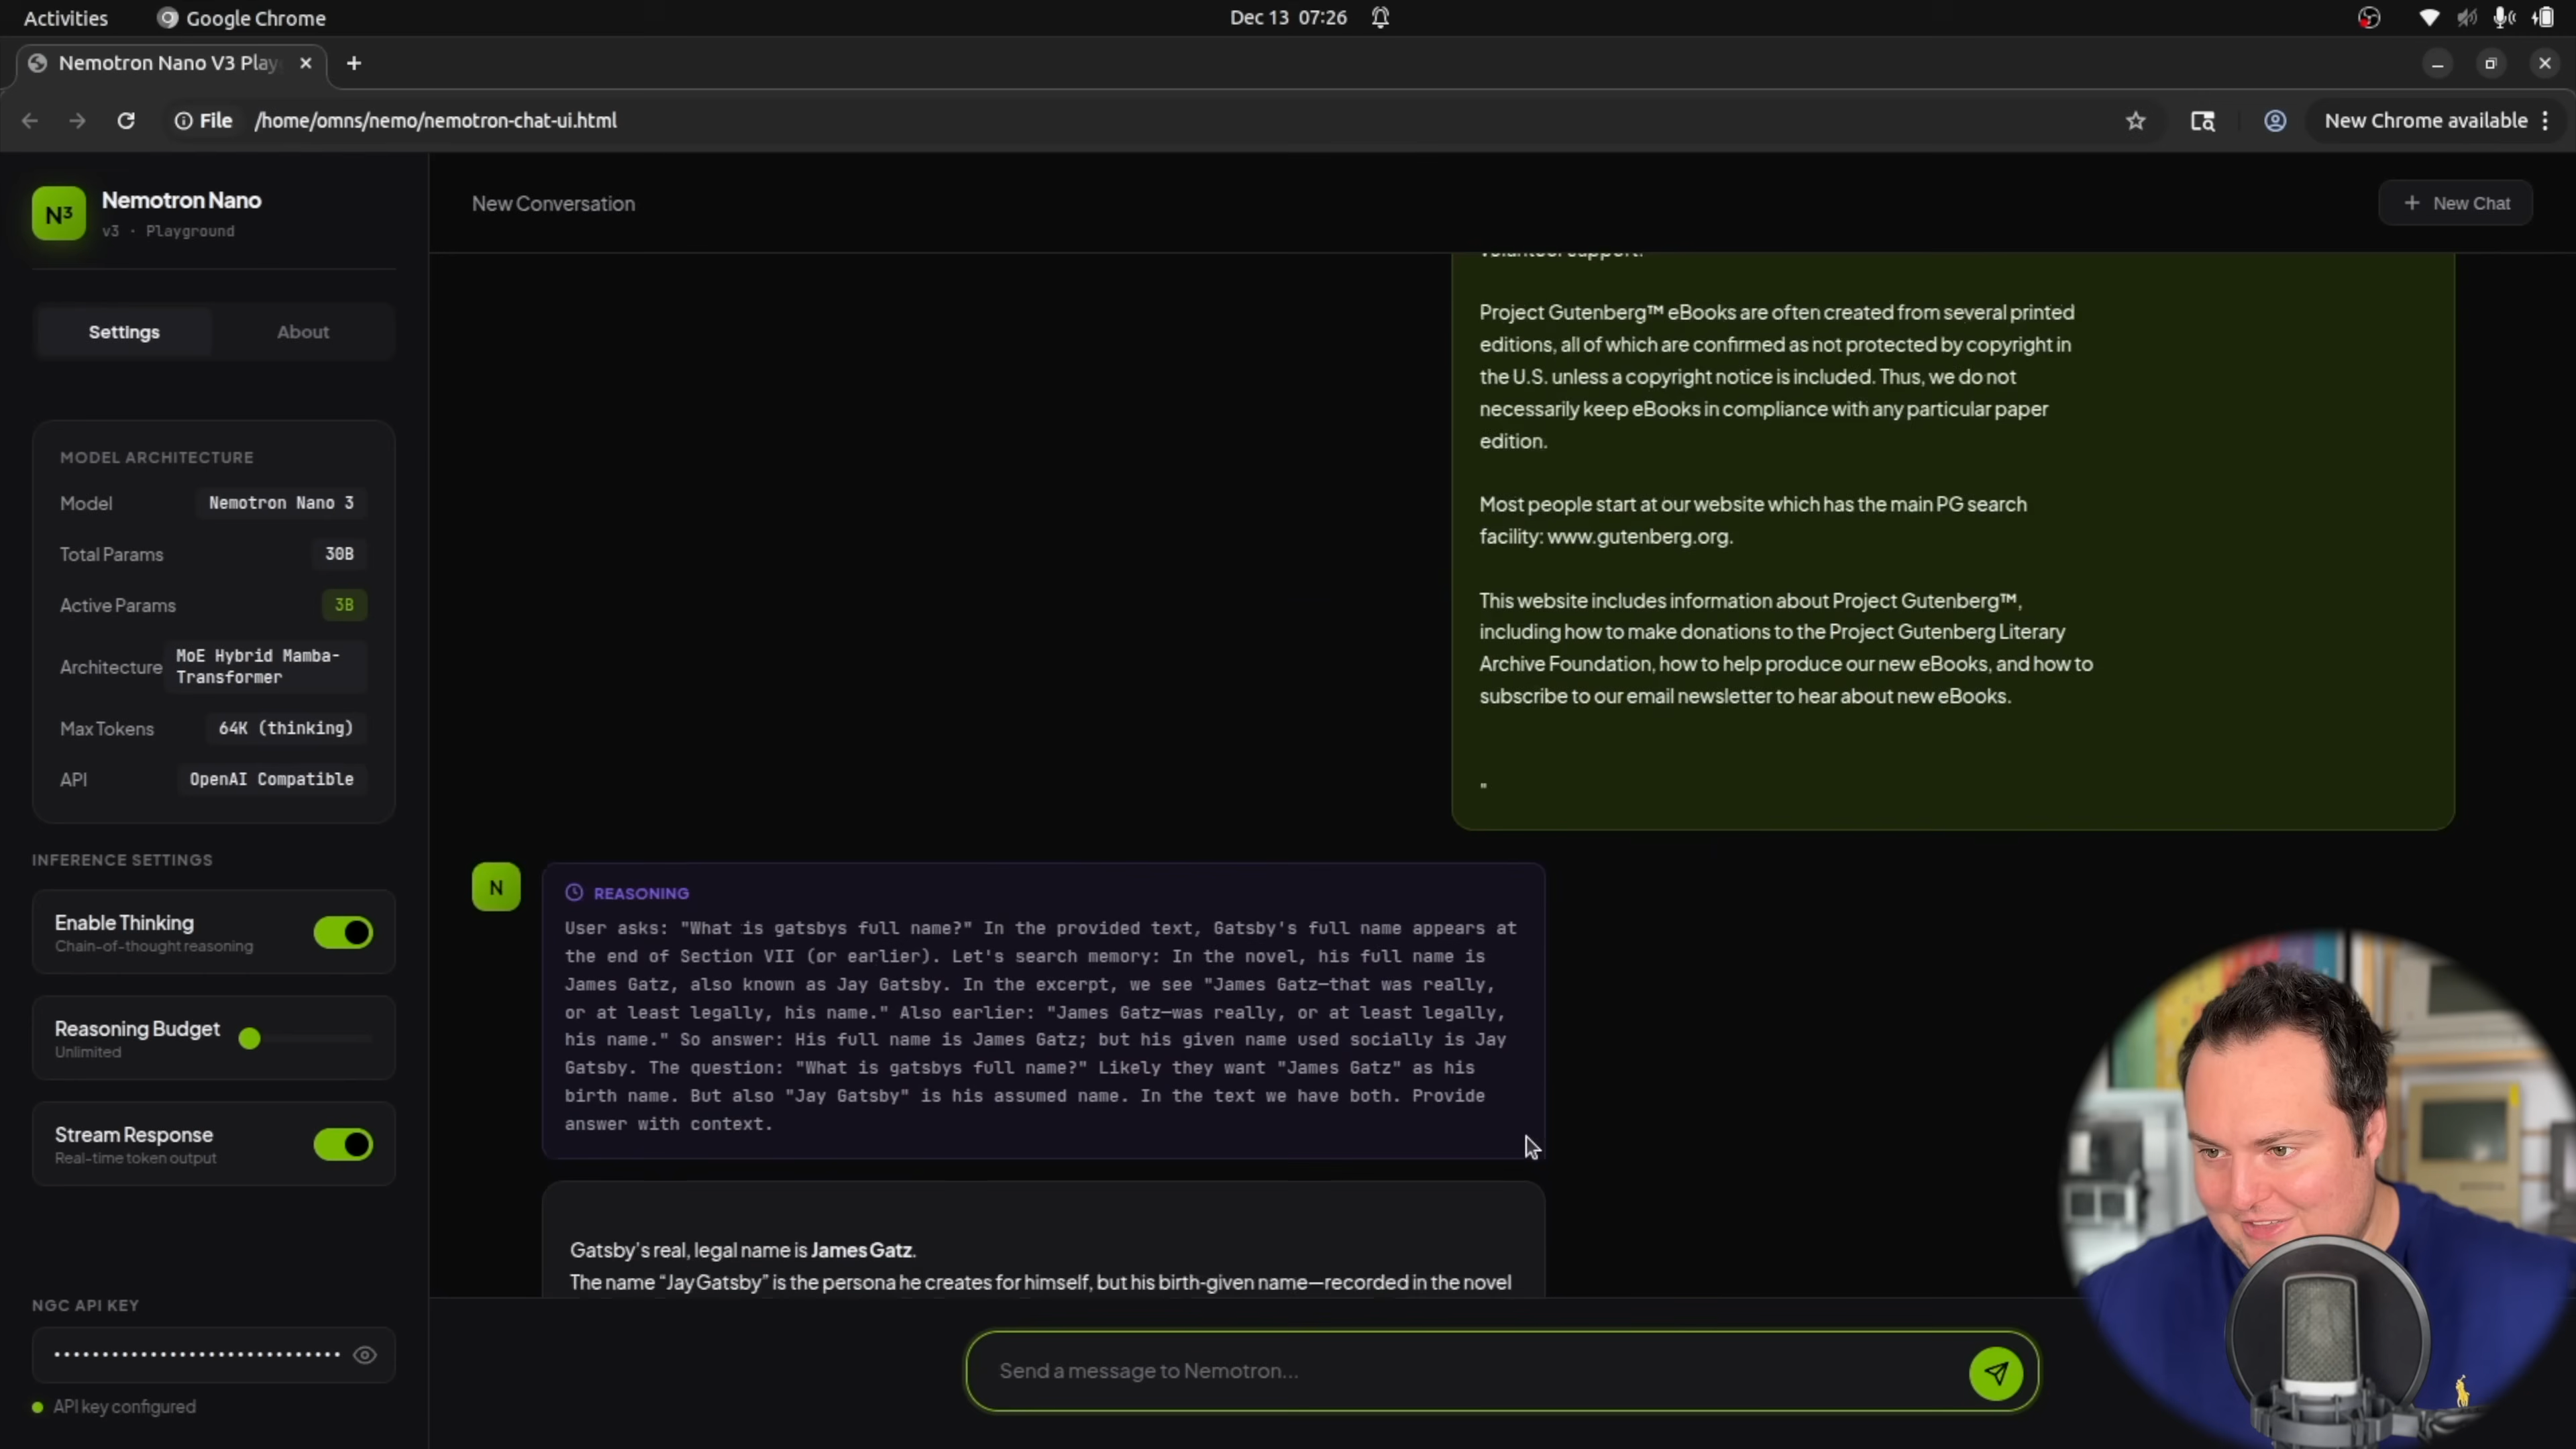 Activities
Google Chrome
Dec 13 07:26
Nemotron Nano V3 Play
File
/home/omns/nemo/nemotron-chat-ui.html
New Chrome available
N³
Nemotron Nano
v3 · Playground
New Conversation
+ New Chat
Settings
About
MODEL ARCHITECTURE
Model
Nemotron Nano 3
Total Params
30B
Active Params
3B
Architecture
MoE Hybrid Mamba-
Transformer
Max Tokens
64K (thinking)
API
OpenAI Compatible
INFERENCE SETTINGS
Enable Thinking
Chain-of-thought reasoning
Reasoning Budget
Unlimited
Stream Response
Real-time token output
NGC API KEY
••••••••••••••••••••••••••••••
API key configured
volunteer support.
Project Gutenberg™ eBooks are often created from several printed
editions, all of which are confirmed as not protected by copyright in
the U.S. unless a copyright notice is included. Thus, we do not
necessarily keep eBooks in compliance with any particular paper
edition.
Most people start at our website which has the main PG search
facility: www.gutenberg.org.
This website includes information about Project Gutenberg™,
including how to make donations to the Project Gutenberg Literary
Archive Foundation, how to help produce our new eBooks, and how to
subscribe to our email newsletter to hear about new eBooks.
"
N
REASONING
User asks: "What is gatsbys full name?" In the provided text, Gatsby's full name appears at
the end of Section VII (or earlier). Let's search memory: In the novel, his full name is
James Gatz, also known as Jay Gatsby. In the excerpt, we see "James Gatz—that was really,
or at least legally, his name." Also earlier: "James Gatz—was really, or at least legally,
his name." So answer: His full name is James Gatz; but his given name used socially is Jay
Gatsby. The question: "What is gatsbys full name?" Likely they want "James Gatz" as his
birth name. But also "Jay Gatsby" is his assumed name. In the text we have both. Provide
answer with context.
Gatsby's real, legal name is James Gatz.
The name “Jay Gatsby” is the persona he creates for himself, but his birth-given name—recorded in the novel
Send a message to Nemotron...